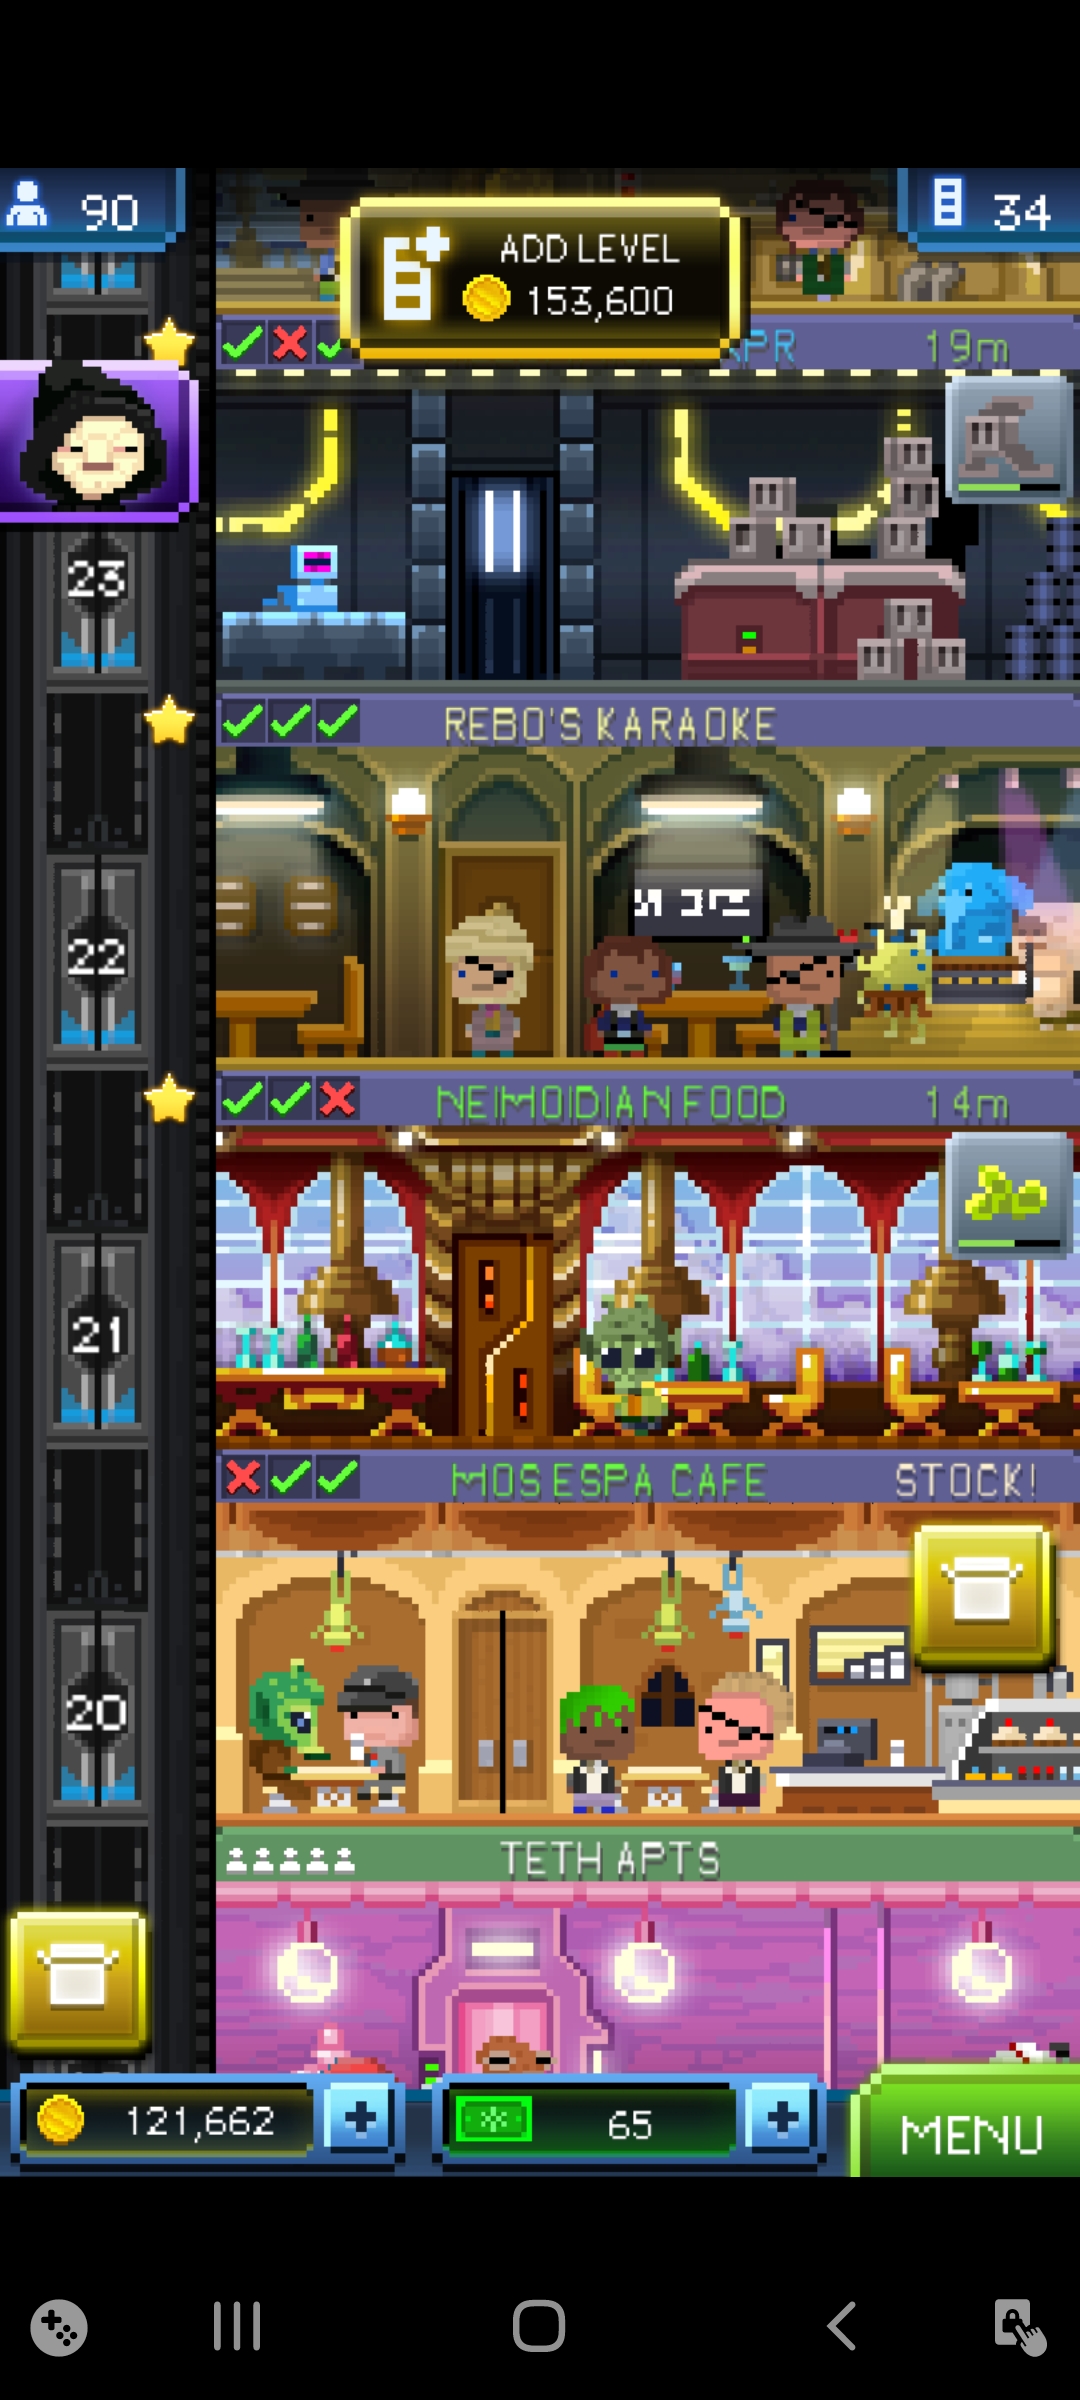 90
ADD LEVEL
153,600
34
19m
23
REBO'S KARAOKE
22
NEIMOIDIAN FOOD 14m
21
MOS ESPA CAFE STOCK!
20
TETH APTS
121,662
65
MENU